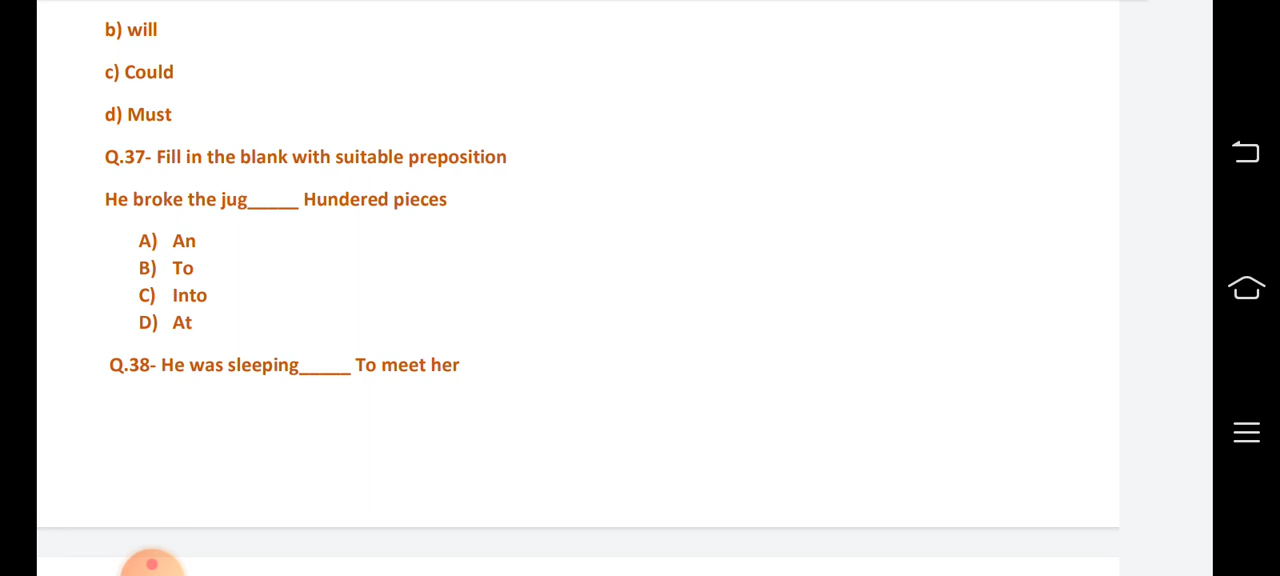 b) will
c) Could
d) Must
Q.37- Fill in the blank with suitable preposition
He broke the jug_____ Hundered pieces
A) An
B) To
C) Into
D) At
Q.38- He was sleeping_____ To meet her